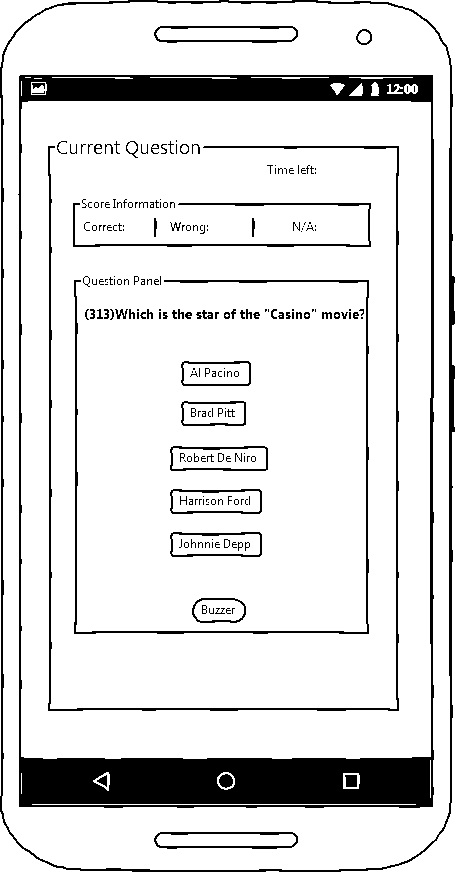 12:00
Current Question
Time left:
Score Information
Correct: Wrong: N/A:
Question Panel
(313)Which is the star of the "Casino" movie?
Al Pacino
Brad Pitt
Robert De Niro
Harrison Ford
Johnnie Depp
Buzzer